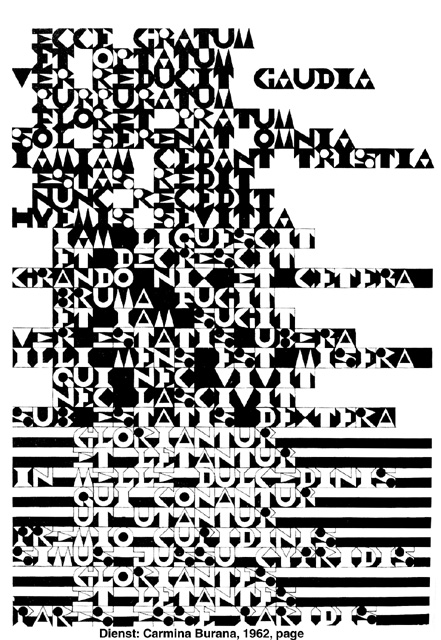 ECCE GRATUM
ET OPTATUM
VER REDUCIT GAUDIA
PURPURATUM
FLORET PRATUM
SOL SERENAT OMNIA
IAMIAM CEDANT TRISTIA
ESTAS REDIT
NUNC RECEDIT
HYEMIS SEVITIA
IAM LIQUESCIT
ET DECRESCIT
GRANDO NIX ET CETERA
BRUMA FUGIT
ET IAM SUGIT
VER ESTATIS UBERA
ILLI MENS EST MISERA
QUI NEC VIVIT
NEC LASCIVIT
SUB ESTATIS DEXTERA
GLORIANTUR
ET LETANTUR
IN MELLE DULCEDINIS
QUI CONANTUR
UT UTANTUR
PREMIO CUPIDINIS
SIMUS JUSSU CYPRIDIS
GLORIANTES
ET LETANTES
PARES ESSE PARIDIS
Dienst: Carmina Burana, 1962, page